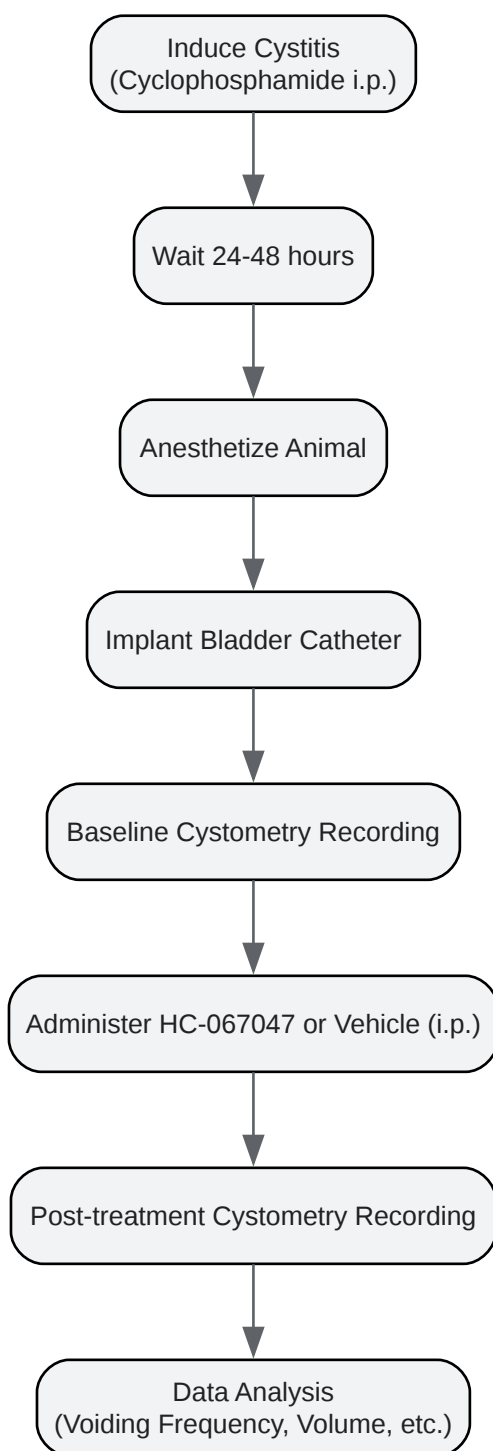 Induce Cystitis
(Cyclophosphamide i.p.)
Wait 24-48 hours
Anesthetize Animal
Implant Bladder Catheter
Baseline Cystometry Recording
Administer HC-067047 or Vehicle (i.p.)
Post-treatment Cystometry Recording
Data Analysis
(Voiding Frequency, Volume, etc.)